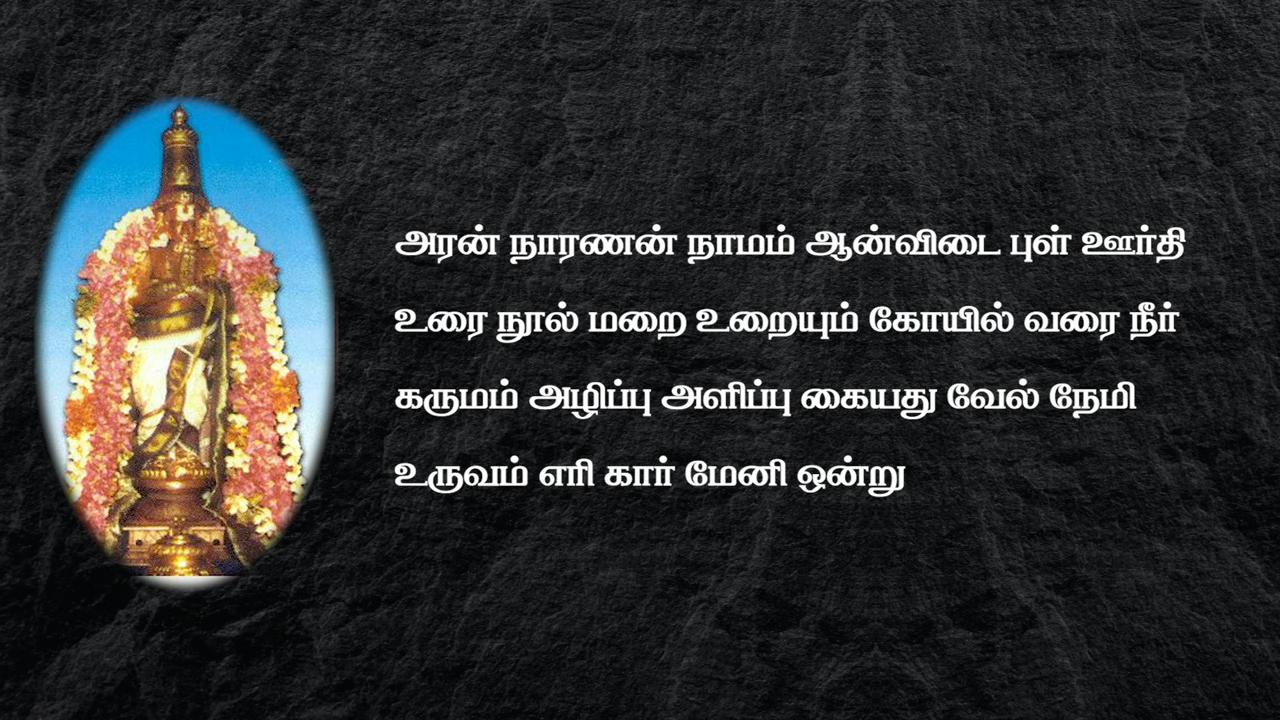 அரன் நாரணன் நாமம் ஆன்விடை புள் ஊர்தி
உரை நூல் மறை உறையும் கோயில் வரை நீர்
கருமம் அழிப்பு அளிப்பு கையது வேல் நேமி
உருவம் எரி கார் மேனி ஒன்று